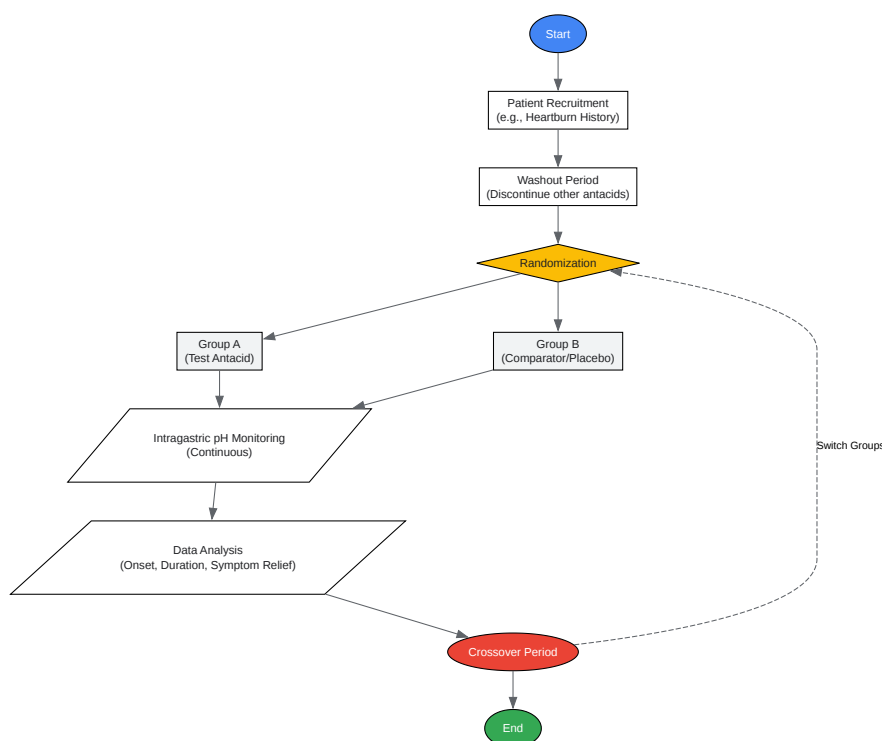 Start
Patient Recruitment
(e.g., Heartburn History)
Washout Period
(Discontinue other antacids)
Randomization
Group A
(Test Antacid)
Group B
(Comparator/Placebo)
Intragastric pH Monitoring
(Continuous)
Switch Groups
Data Analysis
(Onset, Duration, Symptom Relief)
Crossover Period
End